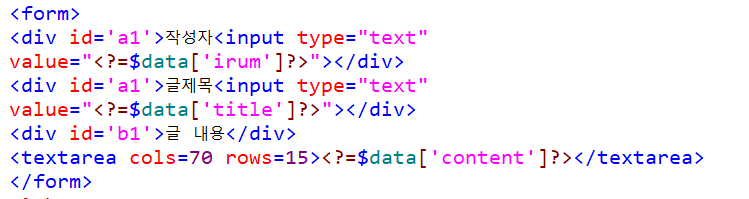 <form>
<div id='a1'>작성자<input type="text"
value="<?=$data['irum']?>"></div>
<div id='a1'>글제목<input type="text"
value="<?=$data['title']?>"></div>
<div id='b1'>글 내용</div>
<textarea cols=70 rows=15><?=$data['content']?></textarea>
</form>